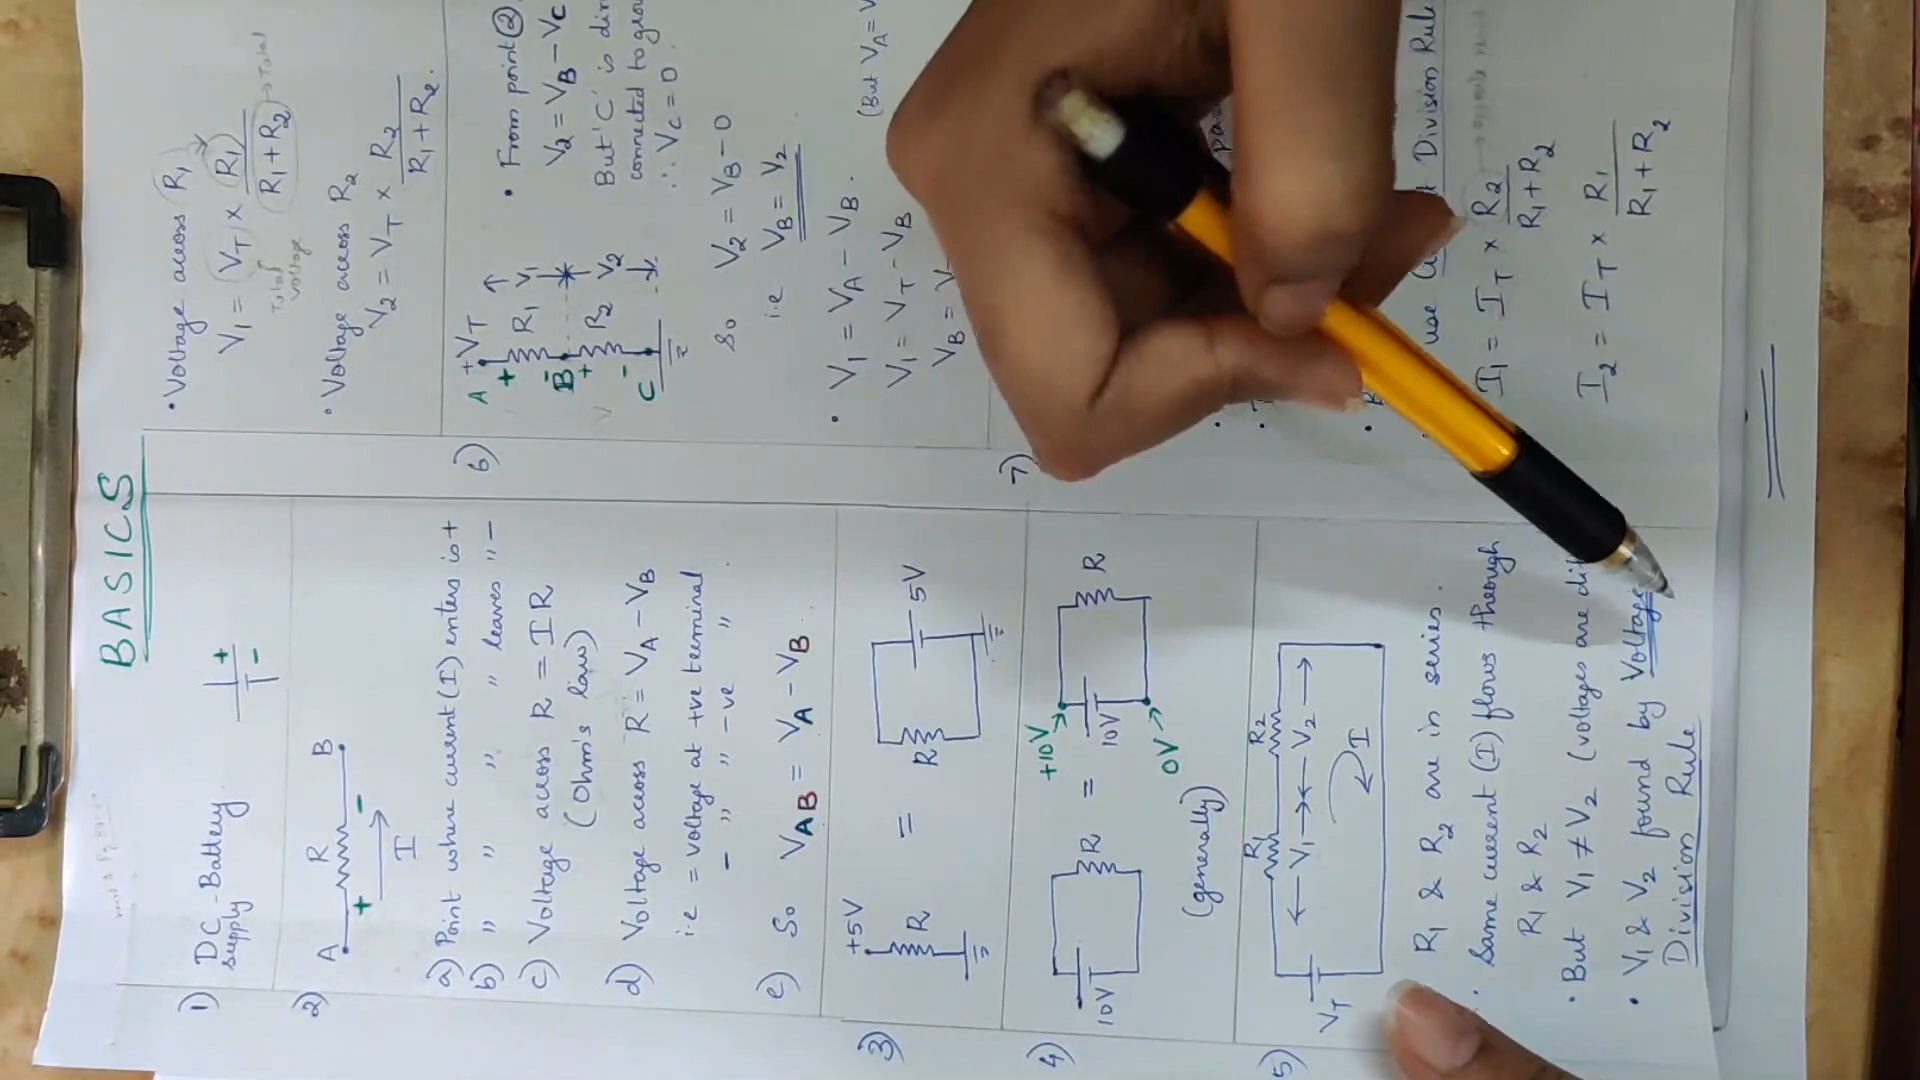 BASICS
1) DC - Battery
supply
+
-
2) A R B
+ -
I
a) Point where current (I) enters is +
b) " " " " leaves " -
c) Voltage across R = IR
(Ohm's law)
d) Voltage across R = VA - VB
i.e = voltage at +ve terminal
- " " -ve " .
e) So VAB = VA - VB .
3) +5V
R
=
R
5V
4) 10V
R
=
+10V
10V
0V
R
(generally)
5) VT
R1 R2
← V1 →← V2 →
I
R1 & R2 are in series.
• Same current (I) flows through
R1 & R2
• But V1 ≠ V2 (voltages are
• V1 & V2 found by Voltage
Division Rule
• Voltage across R1
V1 = VT × R1 / R1 + R2
Total
voltage
Total
• Voltage across R2
V2 = VT × R2 / R1 + R2
6) A +VT
+ R1 V1
-
B
+ R2 V2
C -
• From point ②
V2 = VB - VC
But 'C' is
connected to
∴ VC = 0.
So V2 = VB - 0
i.e VB = V2
• V1 = VA - VB.
(But VA =
V1 = VT - VB
VB =
7)
use Division Rule
I1 = IT × R2 / R1 + R2
I2 = IT × R1 / R1 + R2